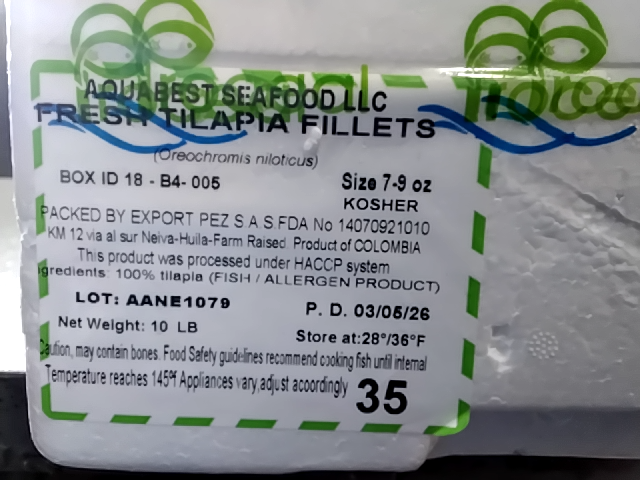 AQUABEST SEAFOOD LLC
FRESH TILAPIA FILLETS
(Oreochromis niloticus)
BOX ID 18 - B4- 005
Size 7-9 oz
KOSHER
PACKED BY EXPORT PEZ S.A.S.FDA No 14070921010
KM 12 via al sur Neiva-Huila-Farm Raised. Product of COLOMBIA
This product was processed under HACCP system
gredients: 100% tilapia (FISH / ALLERGEN PRODUCT)
LOT: AANE1079
P. D. 03/05/26
Net Weight: 10 LB
Store at:28°/36°F
Caution, may contain bones. Food Safety guidelines recommend cooking fish until internal
Temperature reaches 145°f Appliances vary,adjust acoordingly
35